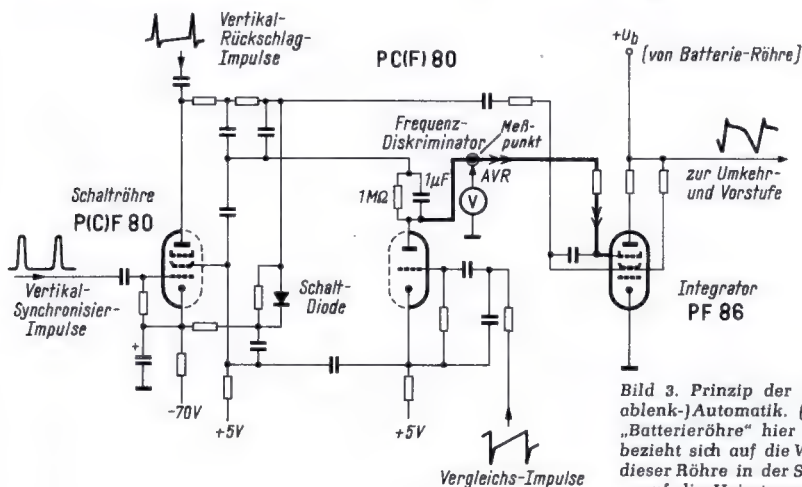 Vertikal-
Rückschlag-
Impulse
PC(F) 80
+Ub
(von Batterie-Röhre)
Frequenz-
Diskriminator
Meß-
punkt
AVR
1MΩ
1µF
V
zur Umkehr-
und Vorstufe
Schaltröhre
P(C)F 80
Vertikal-
Synchronisier-
Impulse
Schalt-
Diode
Integrator
PF 86
+
-70V
+5V
+5V
Vergleichs-Impulse
Bild 3. Prinzip der
ablenk-)Automatik. (
„Batterieröhre“ hier
bezieht sich auf die
dieser Röhre in der